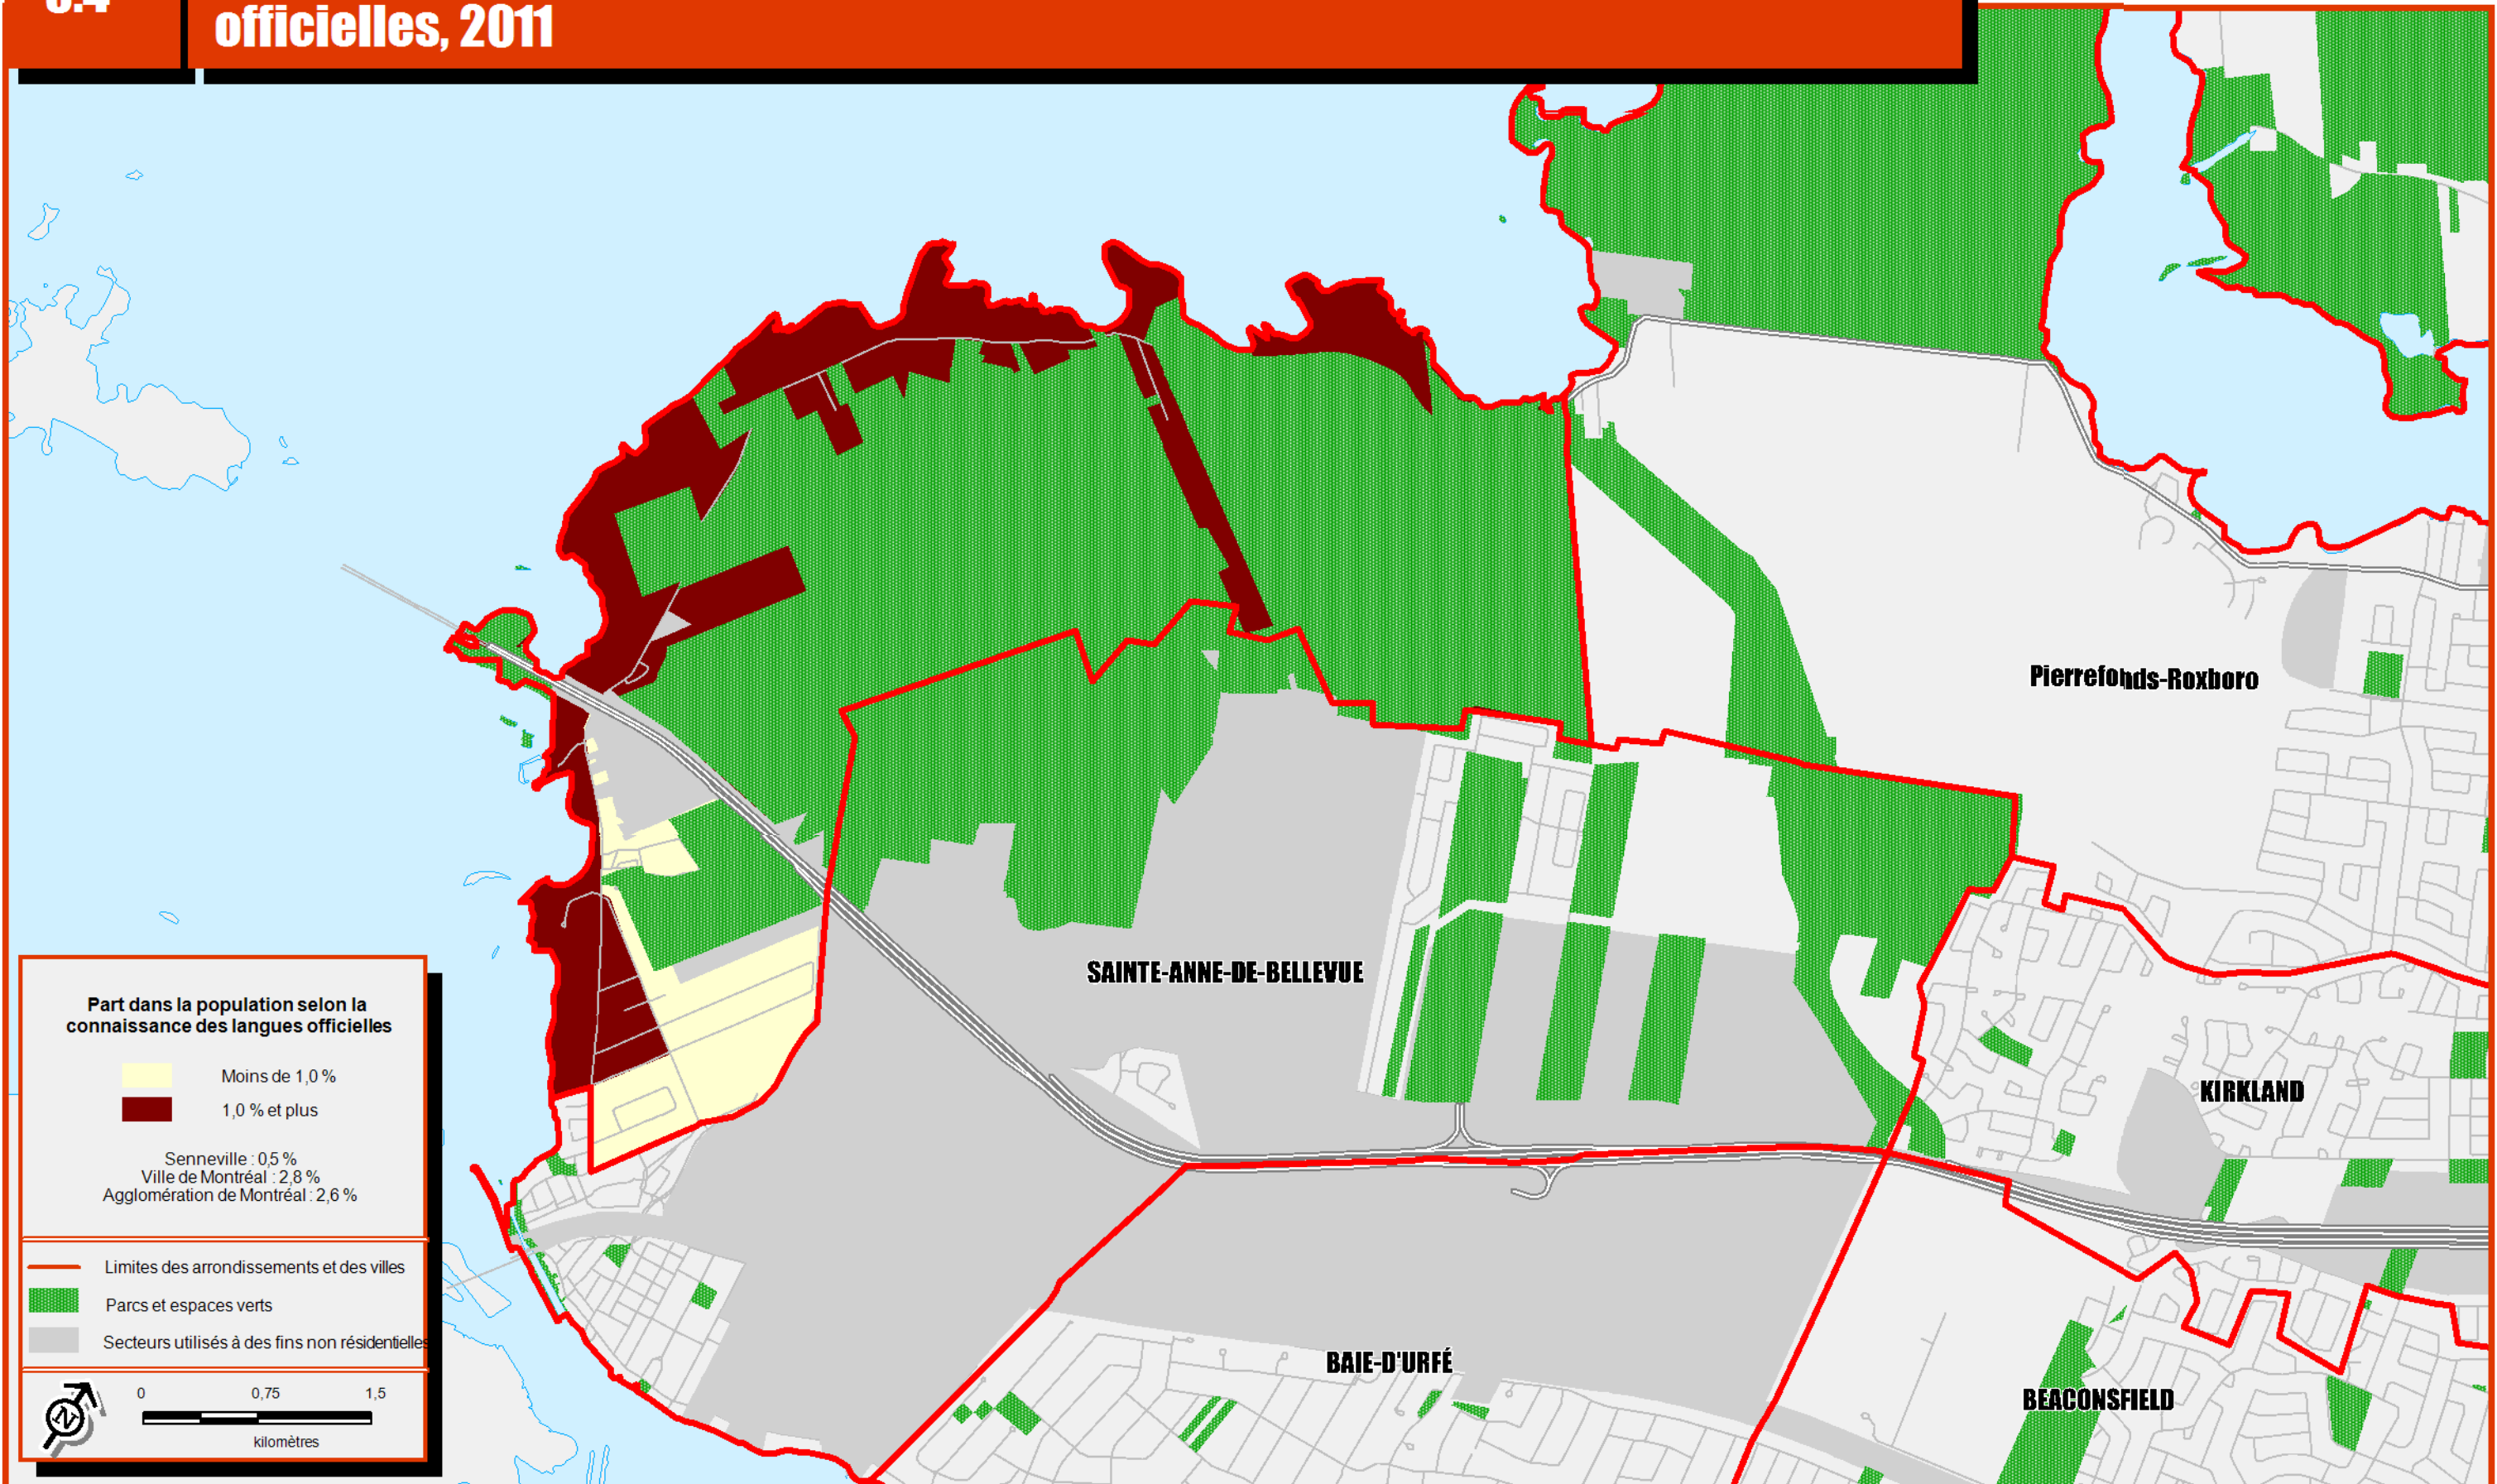 officielles, 2011
Pierrefonds-Roxboro
SAINTE-ANNE-DE-BELLEVUE
KIRKLAND
BAIE-D'URFÉ
BEACONSFIELD
Part dans la population selon la
connaissance des langues officielles
Moins de 1,0 %
1,0 % et plus
Senneville : 0,5 %
Ville de Montréal : 2,8 %
Agglomération de Montréal : 2,6 %
Limites des arrondissements et des villes
Parcs et espaces verts
Secteurs utilisés à des fins non résidentielles
N
0 0,75 1,5
kilomètres